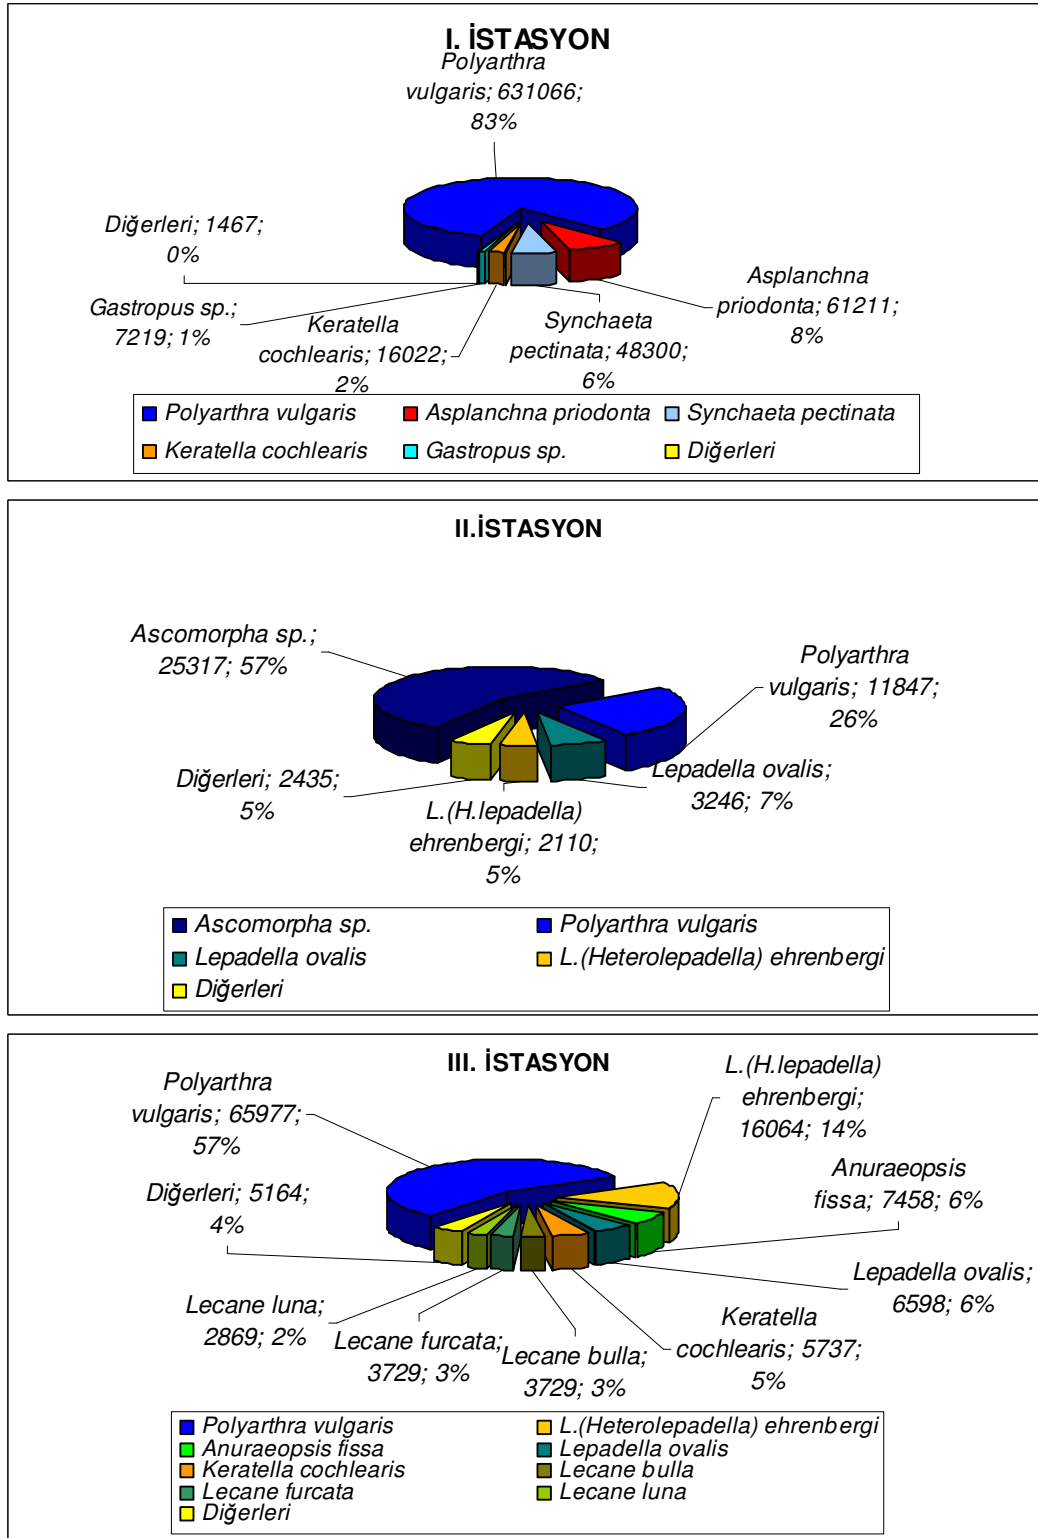 I. İSTASYON
Polyarthra
vulgaris; 631066;
83%
Diğerleri; 1467;
0%
Gastropus sp.;
7219; 1%
Keratella
cochlearis; 16022;
2%
Synchaeta
pectinata; 48300;
6%
Asplanchna
priodonta; 61211;
8%
Polyarthra vulgaris
Asplanchna priodonta
Synchaeta pectinata
Keratella cochlearis
Gastropus sp.
Diğerleri
II.İSTASYON
Ascomorpha sp.;
25317; 57%
Polyarthra
vulgaris; 11847;
26%
Diğerleri; 2435;
5%
L.(H.lepadella)
ehrenbergi; 2110;
5%
Lepadella ovalis;
3246; 7%
Ascomorpha sp.
Polyarthra vulgaris
Lepadella ovalis
L.(Heterolepadella) ehrenbergi
Diğerleri
III. İSTASYON
Polyarthra
vulgaris; 65977;
57%
L.(H.lepadella)
ehrenbergi;
16064; 14%
Anuraeopsis
fissa; 7458; 6%
Diğerleri; 5164;
4%
Lepadella ovalis;
6598; 6%
Lecane luna;
2869; 2%
Lecane furcata;
3729; 3%
Lecane bulla;
3729; 3%
Keratella
cochlearis; 5737;
5%
Polyarthra vulgaris
L.(Heterolepadella) ehrenbergi
Anuraeopsis fissa
Lepadella ovalis
Keratella cochlearis
Lecane bulla
Lecane furcata
Lecane luna
Diğerleri